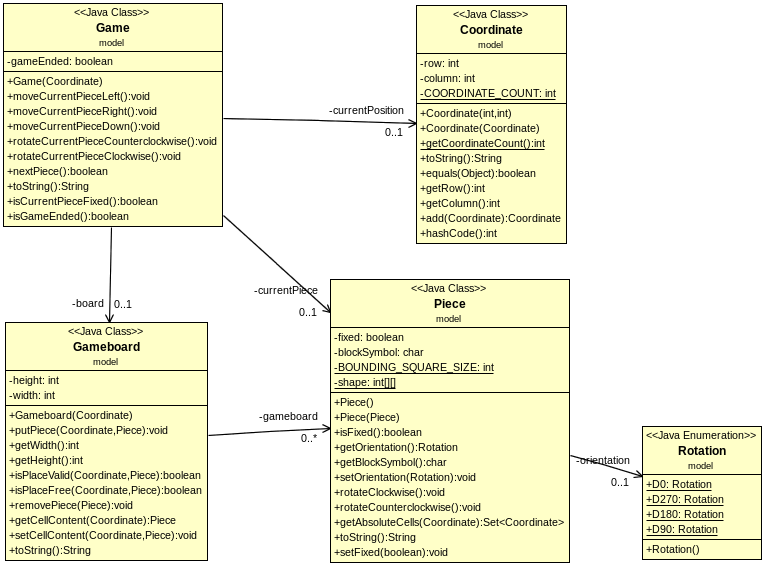 <<Java Class>>
Game
model
-gameEnded: boolean
+Game(Coordinate)
+moveCurrentPieceLeft():void
+moveCurrentPieceRight():void
+moveCurrentPieceDown():void
+rotateCurrentPieceCounterclockwise():void
+rotateCurrentPieceClockwise():void
+nextPiece():boolean
+toString():String
+isCurrentPieceFixed():boolean
+isGameEnded():boolean
-currentPosition
0..1
<<Java Class>>
Coordinate
model
-row: int
-column: int
-COORDINATE_COUNT: int
+Coordinate(int,int)
+Coordinate(Coordinate)
+getCoordinateCount():int
+toString():String
+equals(Object):boolean
+getRow():int
+getColumn():int
+add(Coordinate):Coordinate
+hashCode():int
-board
0..1
-currentPiece
0..1
<<Java Class>>
Gameboard
model
-height: int
-width: int
+Gameboard(Coordinate)
+putPiece(Coordinate,Piece):void
+getWidth():int
+getHeight():int
+isPlaceValid(Coordinate,Piece):boolean
+isPlaceFree(Coordinate,Piece):boolean
+removePiece(Piece):void
+getCellContent(Coordinate):Piece
+setCellContent(Coordinate,Piece):void
+toString():String
-gameboard
0..*
<<Java Class>>
Piece
model
-fixed: boolean
-blockSymbol: char
-BOUNDING_SQUARE_SIZE: int
-shape: int[][]
+Piece()
+Piece(Piece)
+isFixed():boolean
+getOrientation():Rotation
+getBlockSymbol():char
+setOrientation(Rotation):void
+rotateClockwise():void
+rotateCounterclockwise():void
+getAbsoluteCells(Coordinate):Set<Coordinate>
+toString():String
+setFixed(boolean):void
-orientation
0..1
<<Java Enumeration>>
Rotation
model
+D0: Rotation
+D270: Rotation
+D180: Rotation
+D90: Rotation
+Rotation()